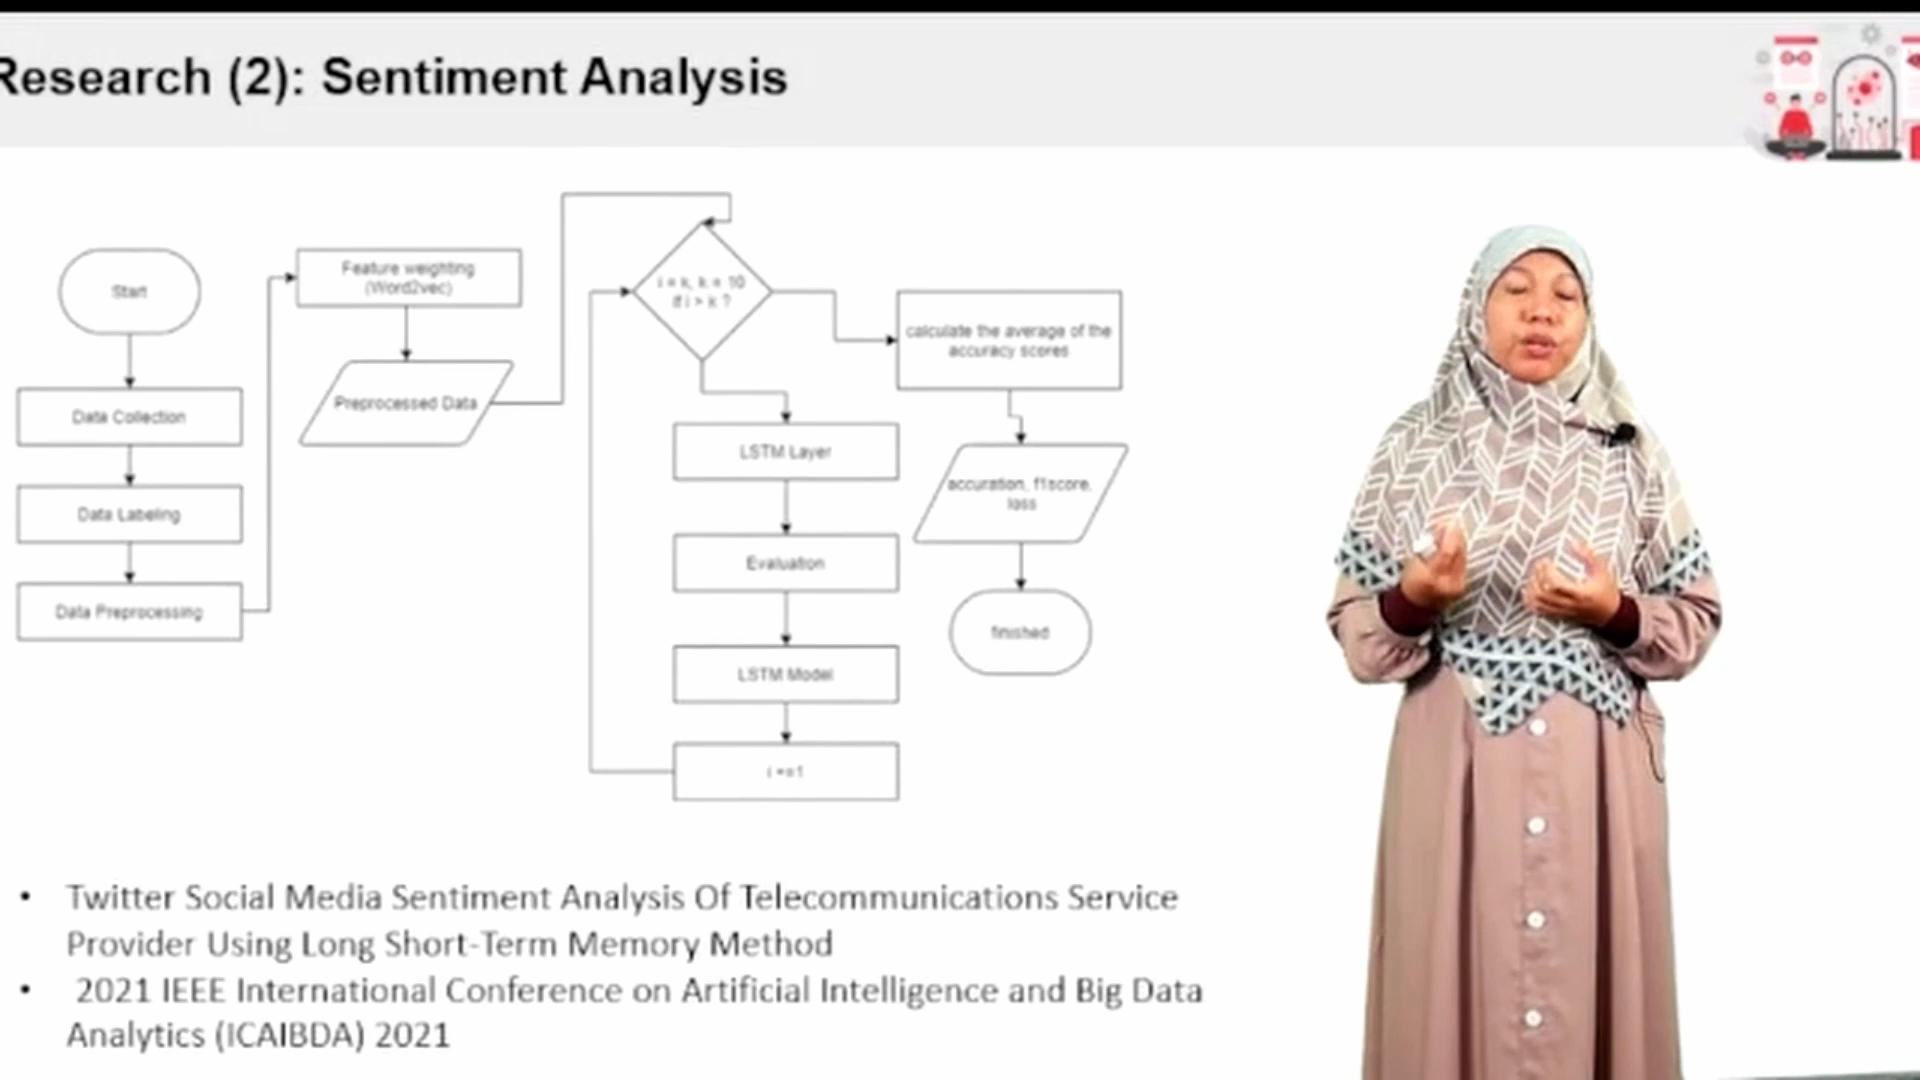 Research (2): Sentiment Analysis
Start
Data Collection
Data Labeling
Data Preprocessing
Feature weighting
(Word2vec)
Preprocessed Data
i = k, k = 10
if i > k ?
LSTM Layer
Evaluation
LSTM Model
calculate the average of the
accuracy scores
accuration, f1score,
loss
finished
• Twitter Social Media Sentiment Analysis Of Telecommunications Service
Provider Using Long Short-Term Memory Method
• 2021 IEEE International Conference on Artificial Intelligence and Big Data
Analytics (ICAIBDA) 2021